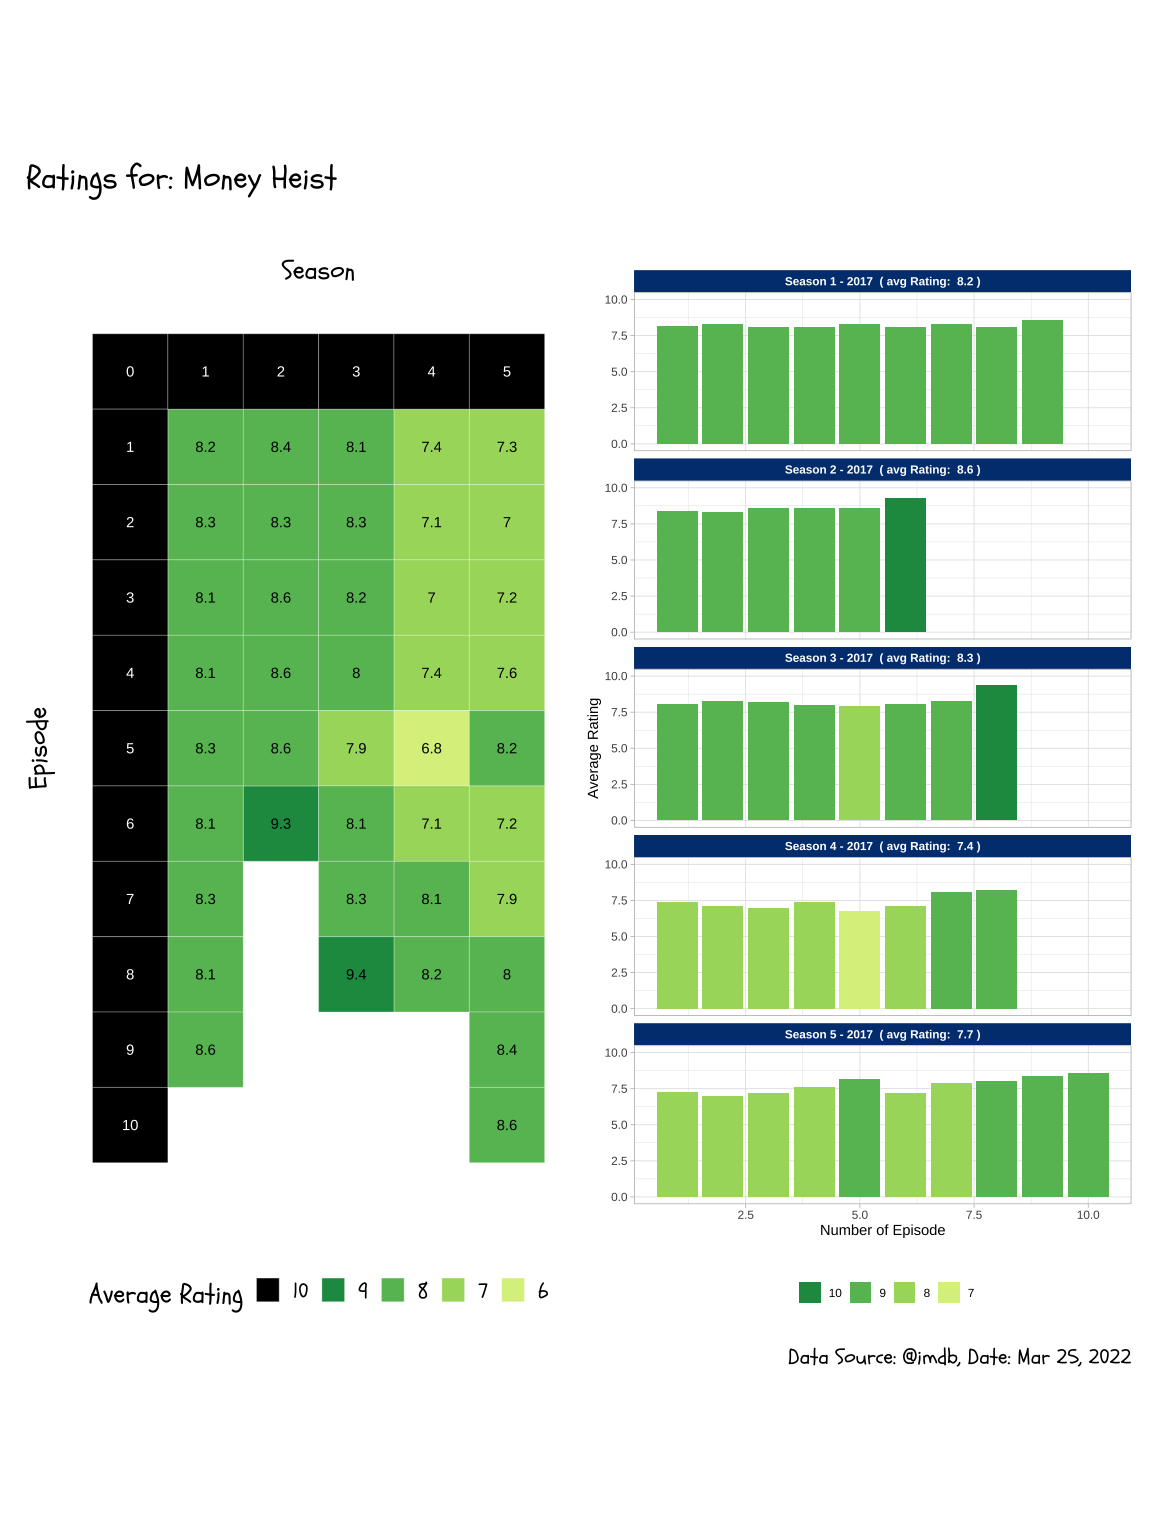 Ratings for: Money Heist
Season
0 1 2 3 4 5
1 8.2 8.4 8.1 7.4 7.3
2 8.3 8.3 8.3 7.1 7
3 8.1 8.6 8.2 7 7.2
4 8.1 8.6 8 7.4 7.6
5 8.3 8.6 7.9 6.8 8.2
6 8.1 9.3 8.1 7.1 7.2
7 8.3 8.3 8.1 7.9
8 8.1 9.4 8.2 8
9 8.6 8.4
10 8.6
Episode
Average Rating 10 9 8 7 6
Season 1 - 2017 ( avg Rating: 8.2 )
10.0
7.5
5.0
2.5
0.0
Season 2 - 2017 ( avg Rating: 8.6 )
10.0
7.5
5.0
2.5
0.0
Season 3 - 2017 ( avg Rating: 8.3 )
10.0
7.5
5.0
2.5
0.0
Season 4 - 2017 ( avg Rating: 7.4 )
10.0
7.5
5.0
2.5
0.0
Season 5 - 2017 ( avg Rating: 7.7 )
10.0
7.5
5.0
2.5
0.0
2.5 5.0 7.5 10.0
Average Rating
Number of Episode
10 9 8 7
Data Source: @imdb, Date: Mar 25, 2022